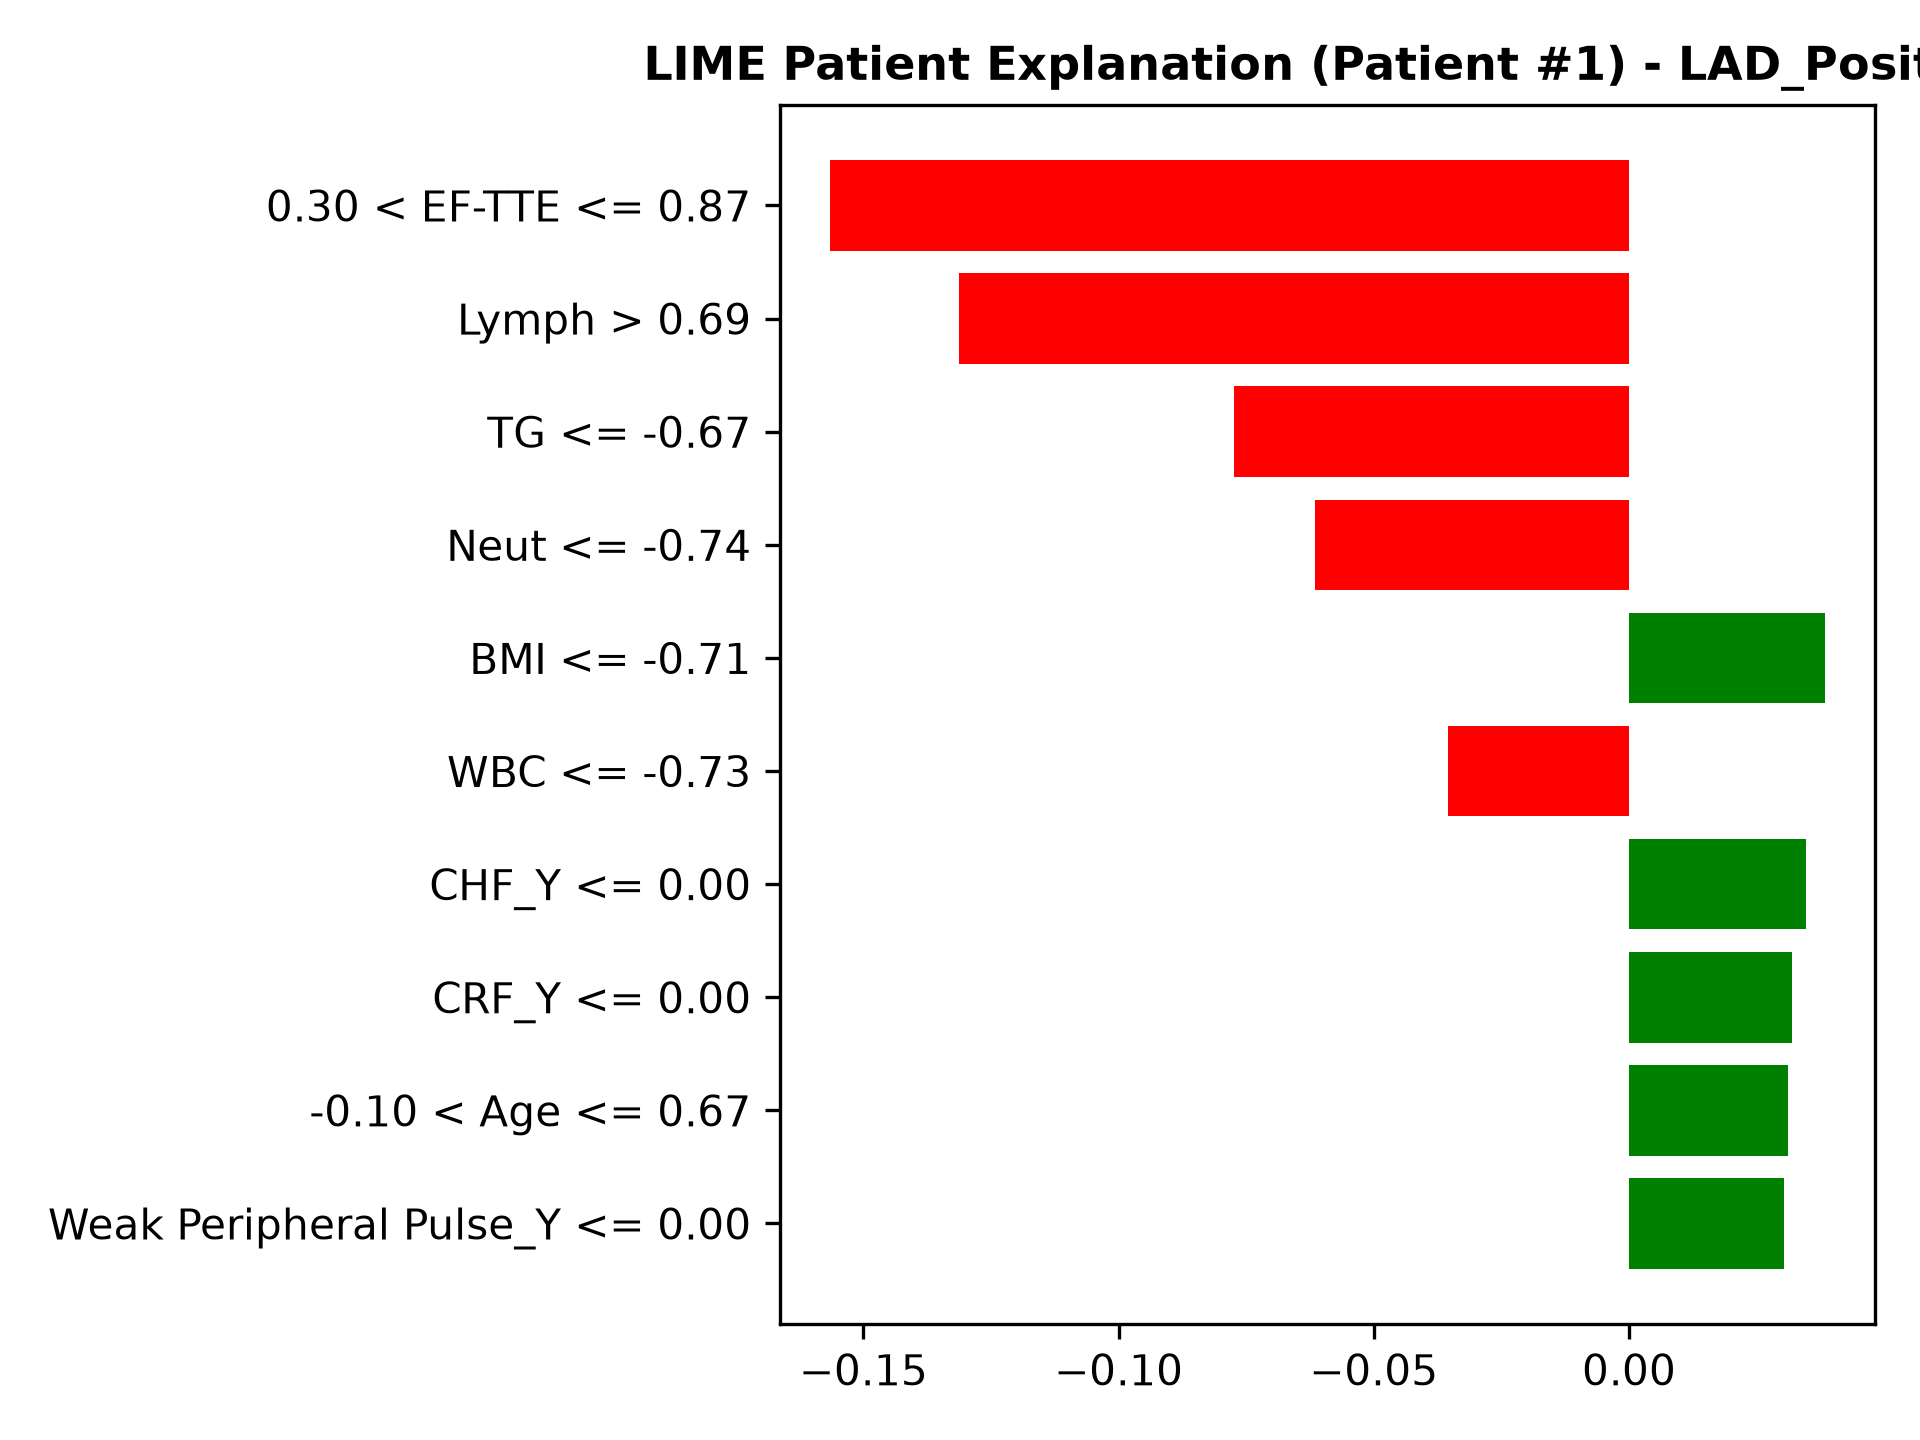 LIME Patient Explanation (Patient #1) - LAD_Posit
0.30 < EF-TTE <= 0.87
Lymph > 0.69
TG <= -0.67
Neut <= -0.74
BMI <= -0.71
WBC <= -0.73
CHF_Y <= 0.00
CRF_Y <= 0.00
-0.10 < Age <= 0.67
Weak Peripheral Pulse_Y <= 0.00
−0.15 −0.10 −0.05 0.00